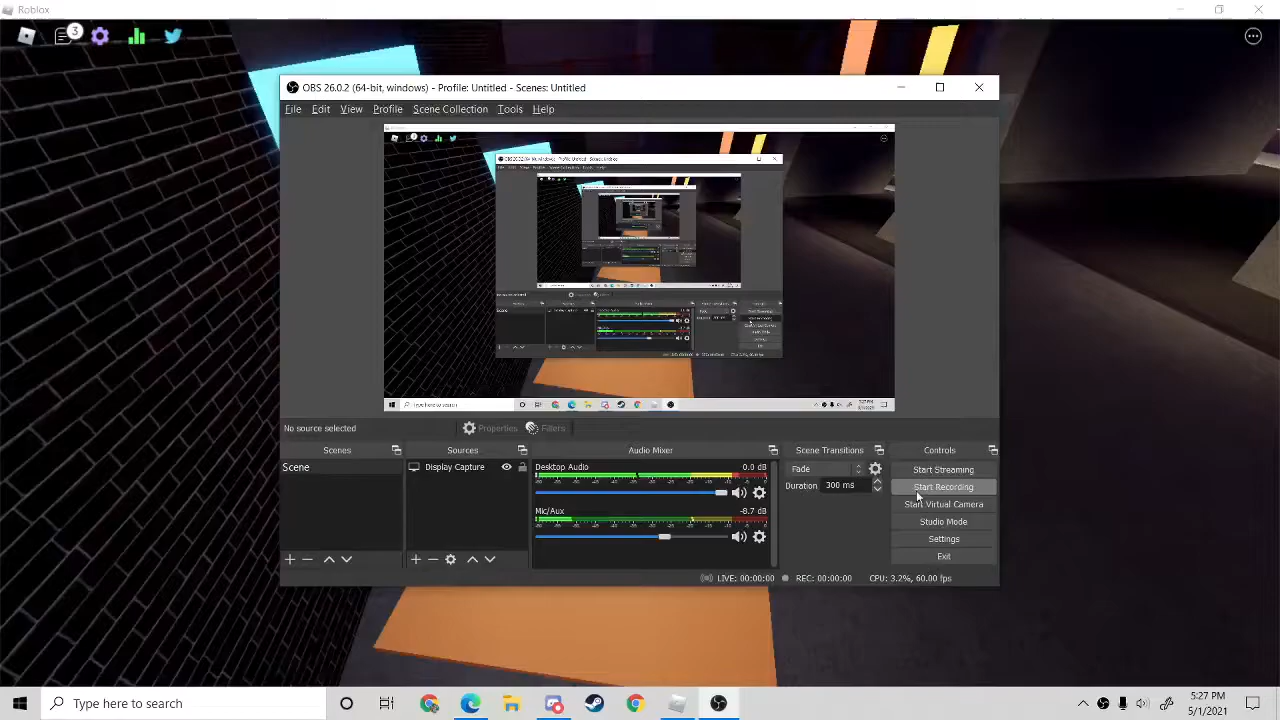 Roblox
3
OBS 26.0.2 (64-bit, windows) - Profile: Untitled - Scenes: Untitled
File Edit View Profile Scene Collection Tools Help
No source selected Properties Filters
Scenes Sources Audio Mixer Scene Transitions Controls
Scene
Display Capture
Desktop Audio -0.0 dB
Mic/Aux -8.7 dB
Fade
Duration 300 ms
Start Streaming
Start Recording
Start Virtual Camera
Studio Mode
Settings
Exit
LIVE: 00:00:00 REC: 00:00:00 CPU: 3.2%, 60.00 fps
Type here to search
5:27 PM
5/1/2021